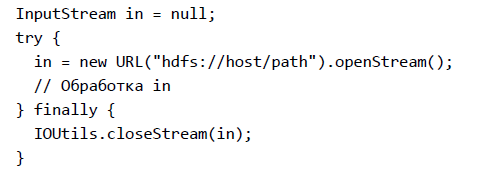 InputStream in = null;
try {
  in = new URL("hdfs://host/path").openStream();
  // Обработка in
} finally {
  IOUtils.closeStream(in);
}